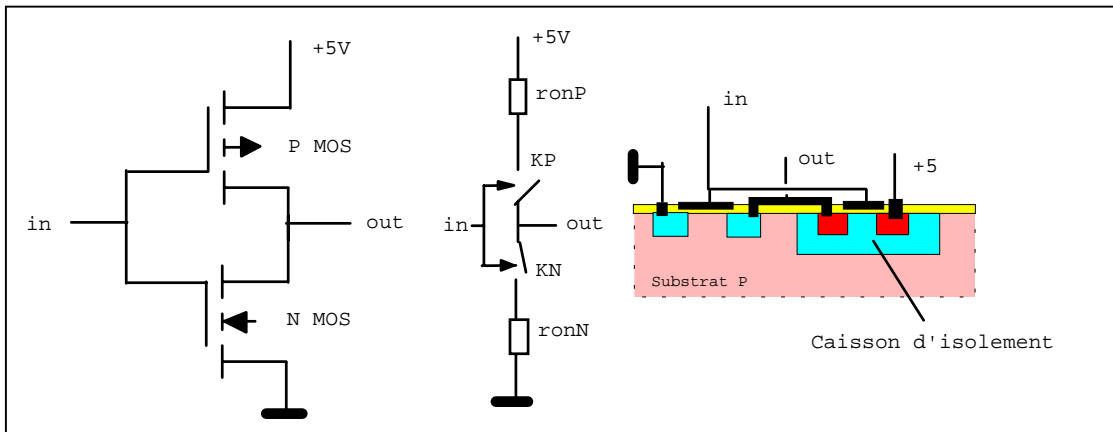 +5V
P MOS
in
out
N MOS
+5V
ronP
KP
in
out
KN
ronN
in
out
+5
Substrat P
Caisson d'isolement